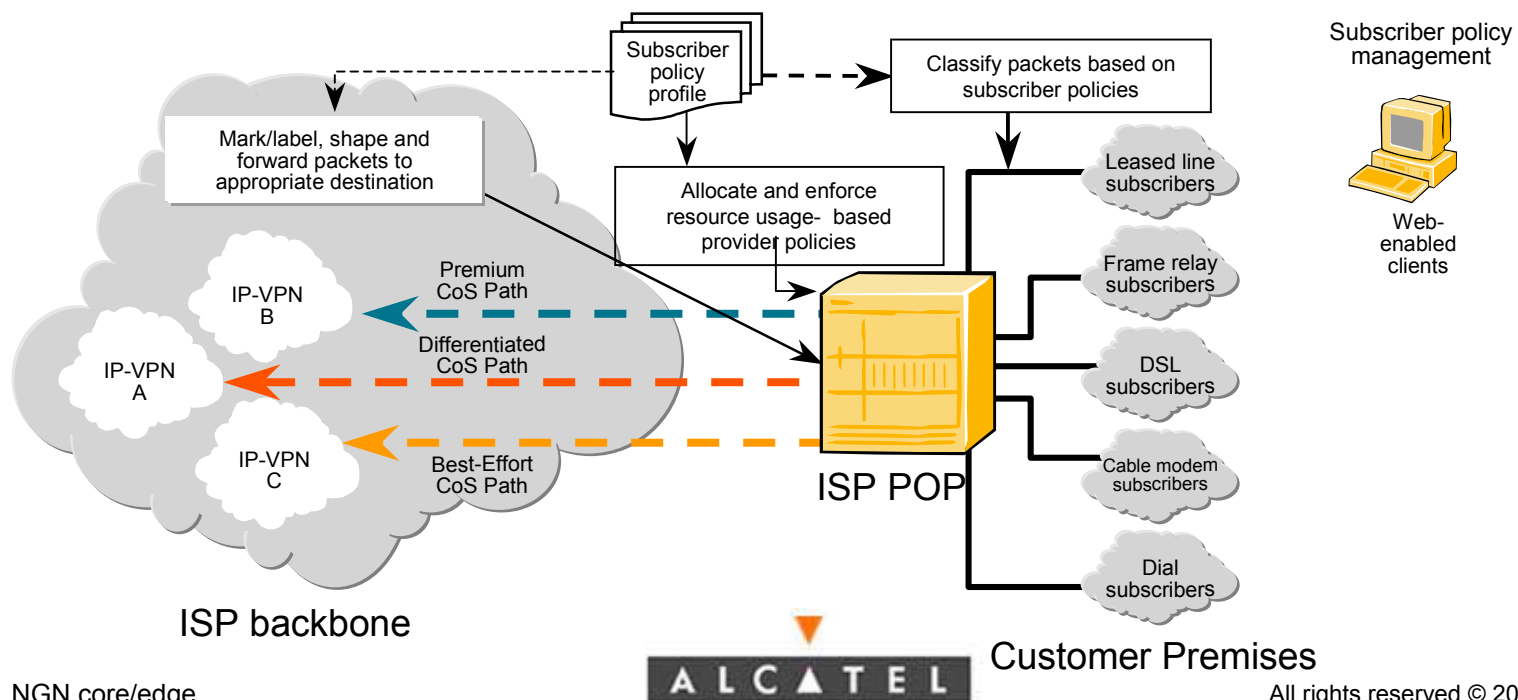 Subscriber
policy
profile
Classify packets based on
subscriber policies
Subscriber policy
management
Mark/label, shape and
forward packets to
appropriate destination
Allocate and enforce
resource usage- based
provider policies
Leased line
subscribers
Web-
enabled
clients
Frame relay
subscribers
Premium
CoS Path
IP-VPN
B
Differentiated
CoS Path
IP-VPN
A
DSL
subscribers
Best-Effort
CoS Path
IP-VPN
C
Cable modem
subscribers
ISP POP
Dial
subscribers
ISP backbone
Customer Premises
ALCATEL
NGN core/edge
All rights reserved © 20